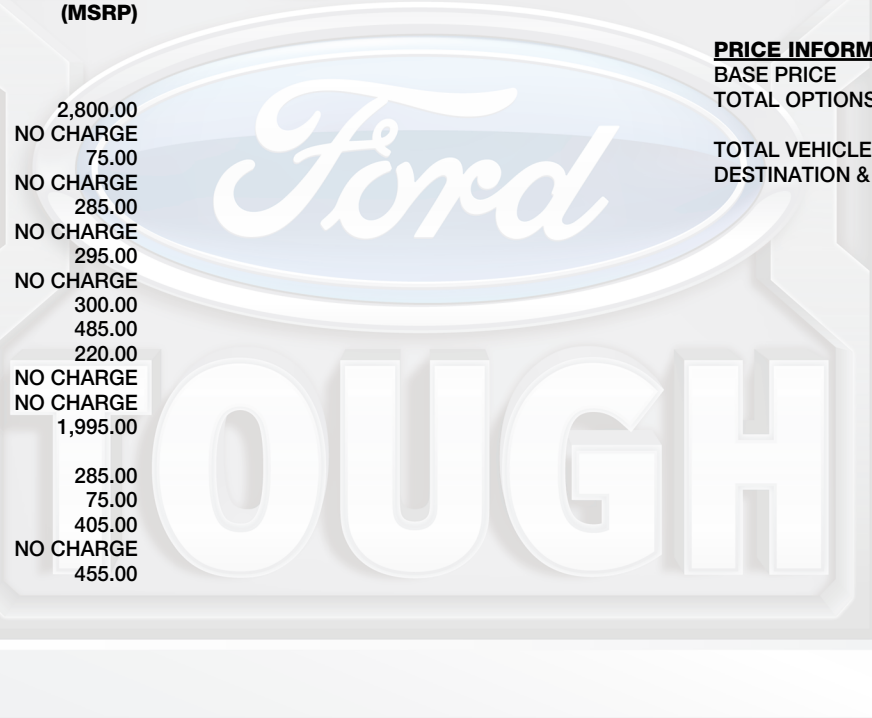 (MSRP)
2,800.00
NO CHARGE
75.00
NO CHARGE
285.00
NO CHARGE
295.00
NO CHARGE
300.00
485.00
220.00
NO CHARGE
NO CHARGE
1,995.00
285.00
75.00
405.00
NO CHARGE
455.00
PRICE INFORM
BASE PRICE
TOTAL OPTIONS
TOTAL VEHICLE
DESTINATION &
Ford
TOUGH